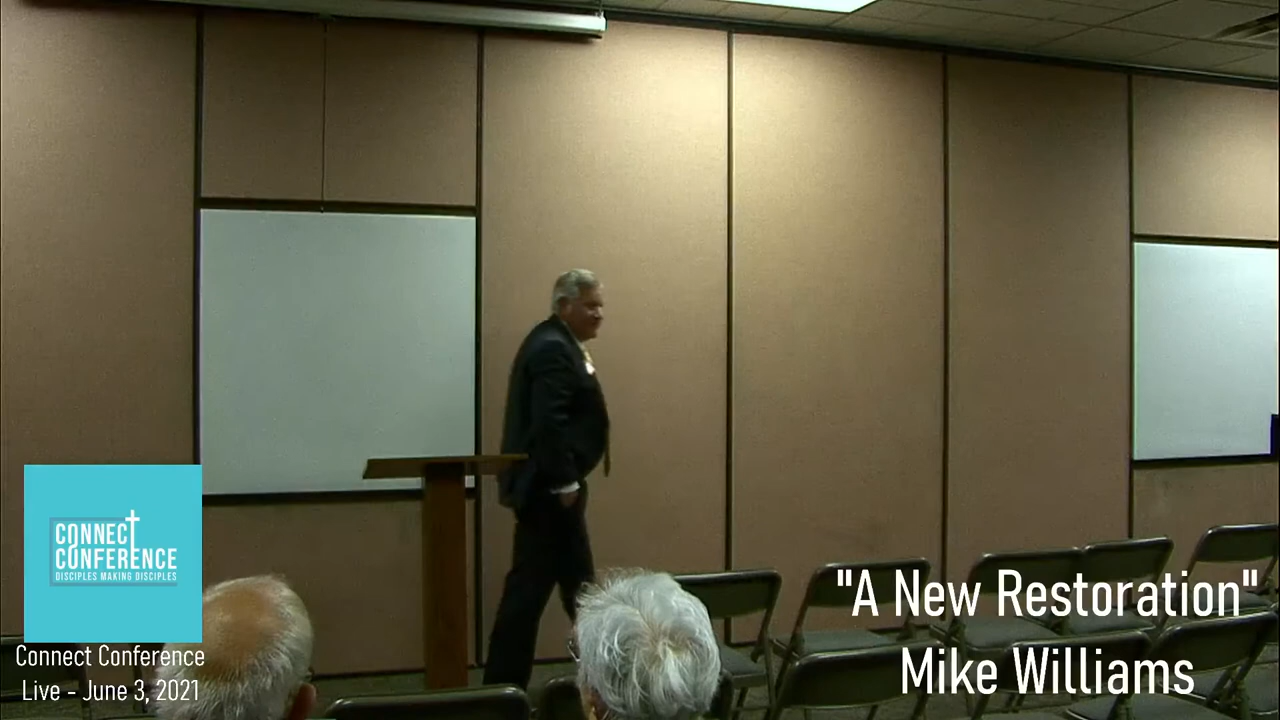 CONNECT
CONFERENCE
DISCIPLES MAKING DISCIPLES
Connect Conference
Live - June 3, 2021
"A New Restoration"
Mike Williams